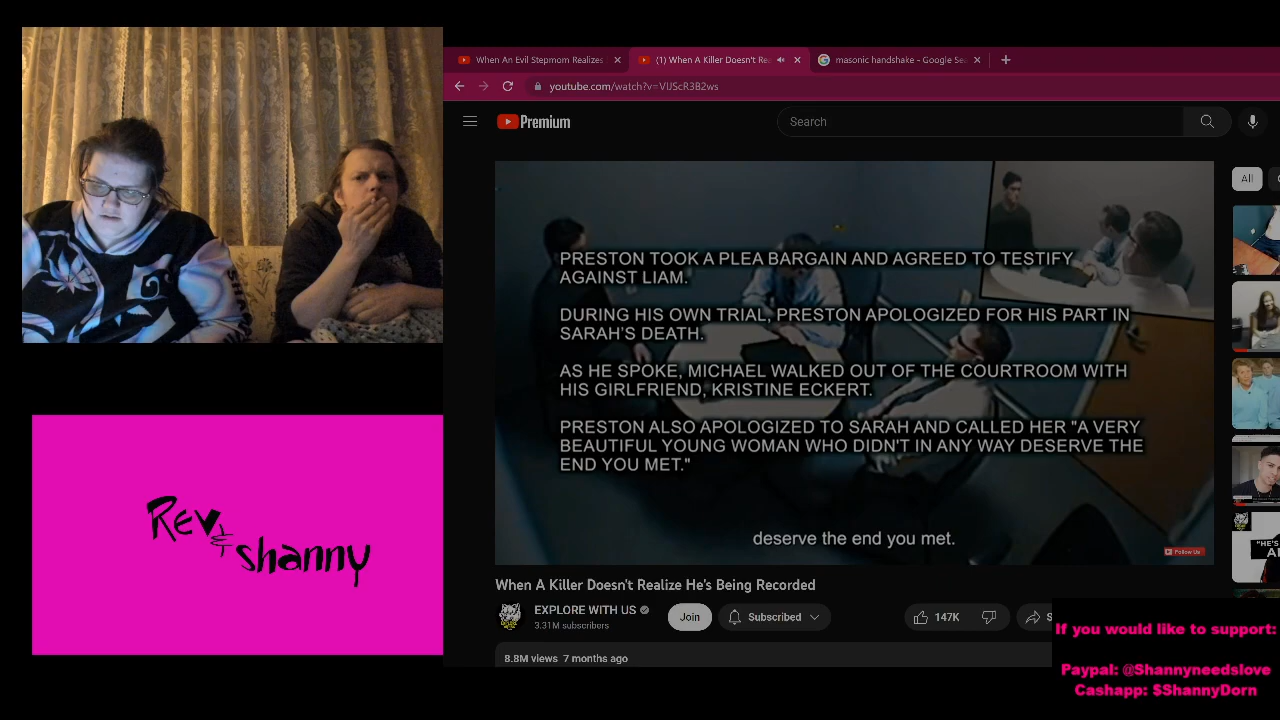 When An Evil Stepmom Realizes
(1) When A Killer Doesn't Re
masonic handshake - Google Se
youtube.com/watch?v=VIJScR3B2ws
Premium
Search
All
PRESTON TOOK A PLEA BARGAIN AND AGREED TO TESTIFY
AGAINST LIAM.
DURING HIS OWN TRIAL, PRESTON APOLOGIZED FOR HIS PART IN
SARAH'S DEATH.
AS HE SPOKE, MICHAEL WALKED OUT OF THE COURTROOM WITH
HIS GIRLFRIEND, KRISTINE ECKERT.
PRESTON ALSO APOLOGIZED TO SARAH AND CALLED HER "A VERY
BEAUTIFUL YOUNG WOMAN WHO DIDN'T IN ANY WAY DESERVE THE
END YOU MET."
deserve the end you met.
Follow Us
When A Killer Doesn't Realize He's Being Recorded
EXPLORE WITH US
3.31M subscribers
Join
Subscribed
147K
S
8.8M views 7 months ago
Rev
&
shanny
"HE'S
If you would like to support:
Paypal: @Shannyneedslove
Cashapp: $ShannyDorn